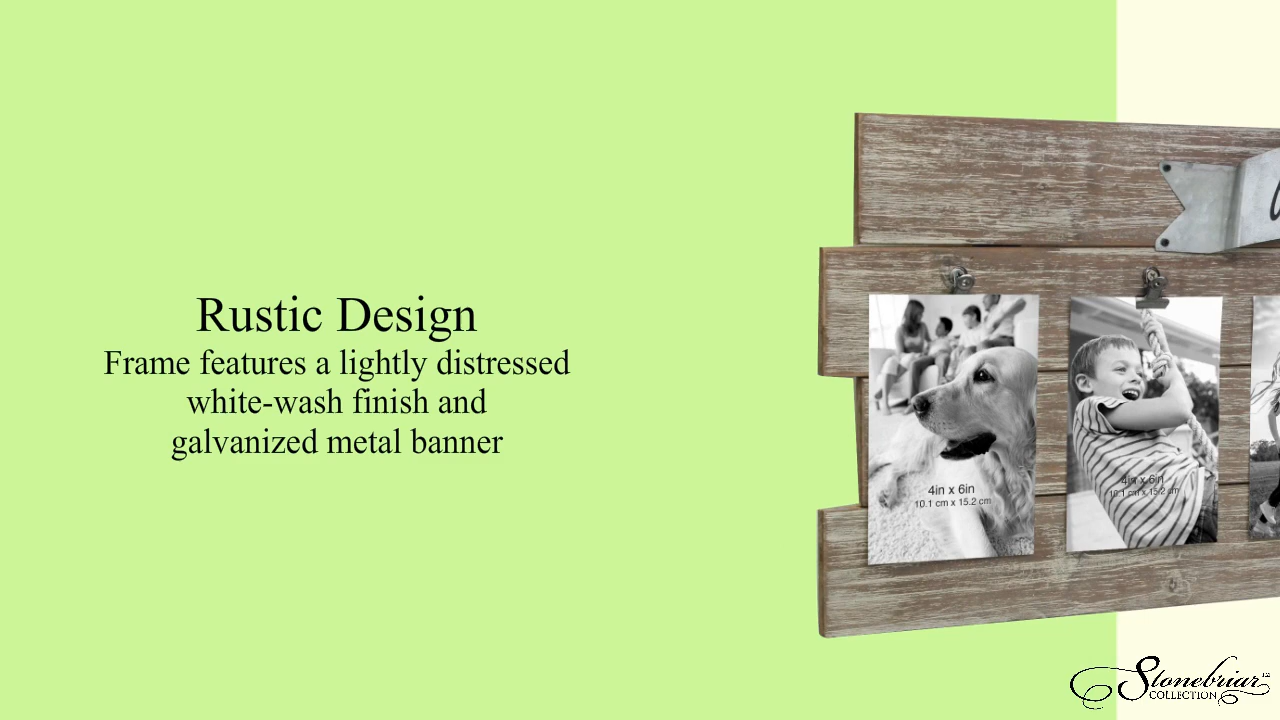 Rustic Design
Frame features a lightly distressed
white-wash finish and
galvanized metal banner
4in x 6in
10.1 cm x 15.2 cm
4in x 6in
10.1 cm x 15.2 cm
Stonebriar
COLLECTION